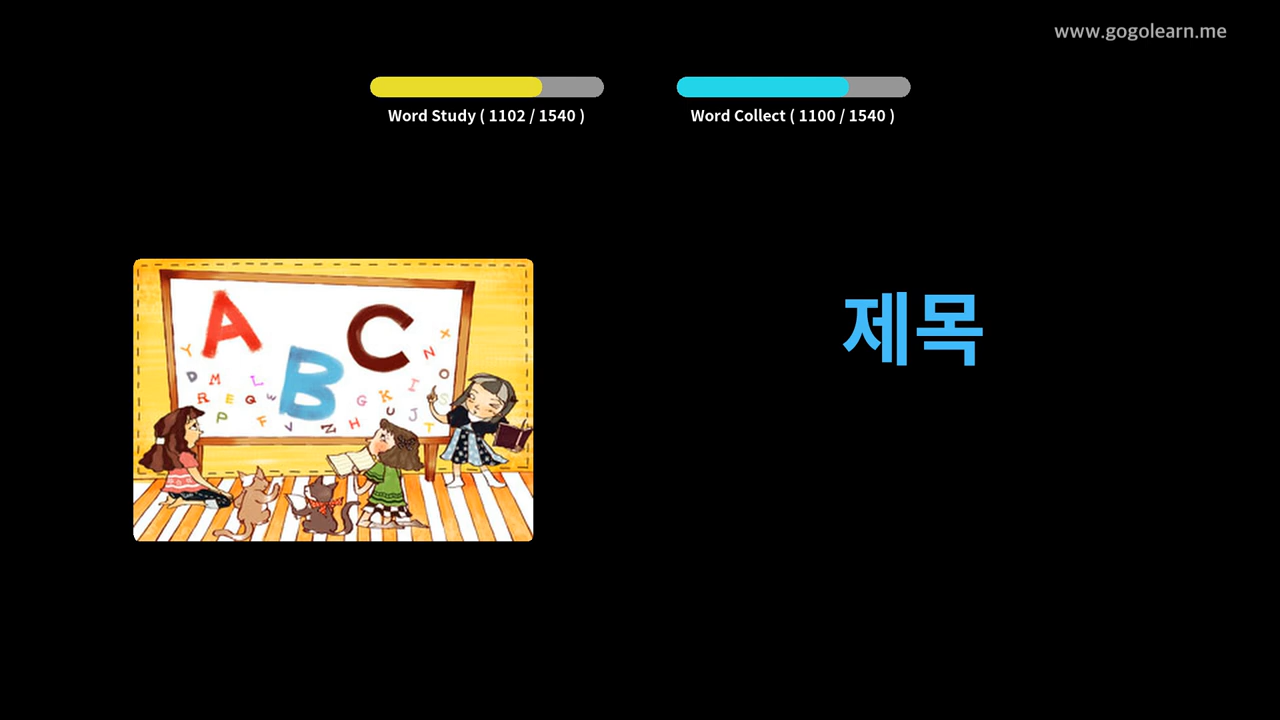 www.gogolearn.me
Word Study ( 1102 / 1540 )
Word Collect ( 1100 / 1540 )
A
B
C
Y
X
N
D
M
L
O
R
E
Q
W
G
K
I
S
P
F
V
Z
H
U
J
T
제목